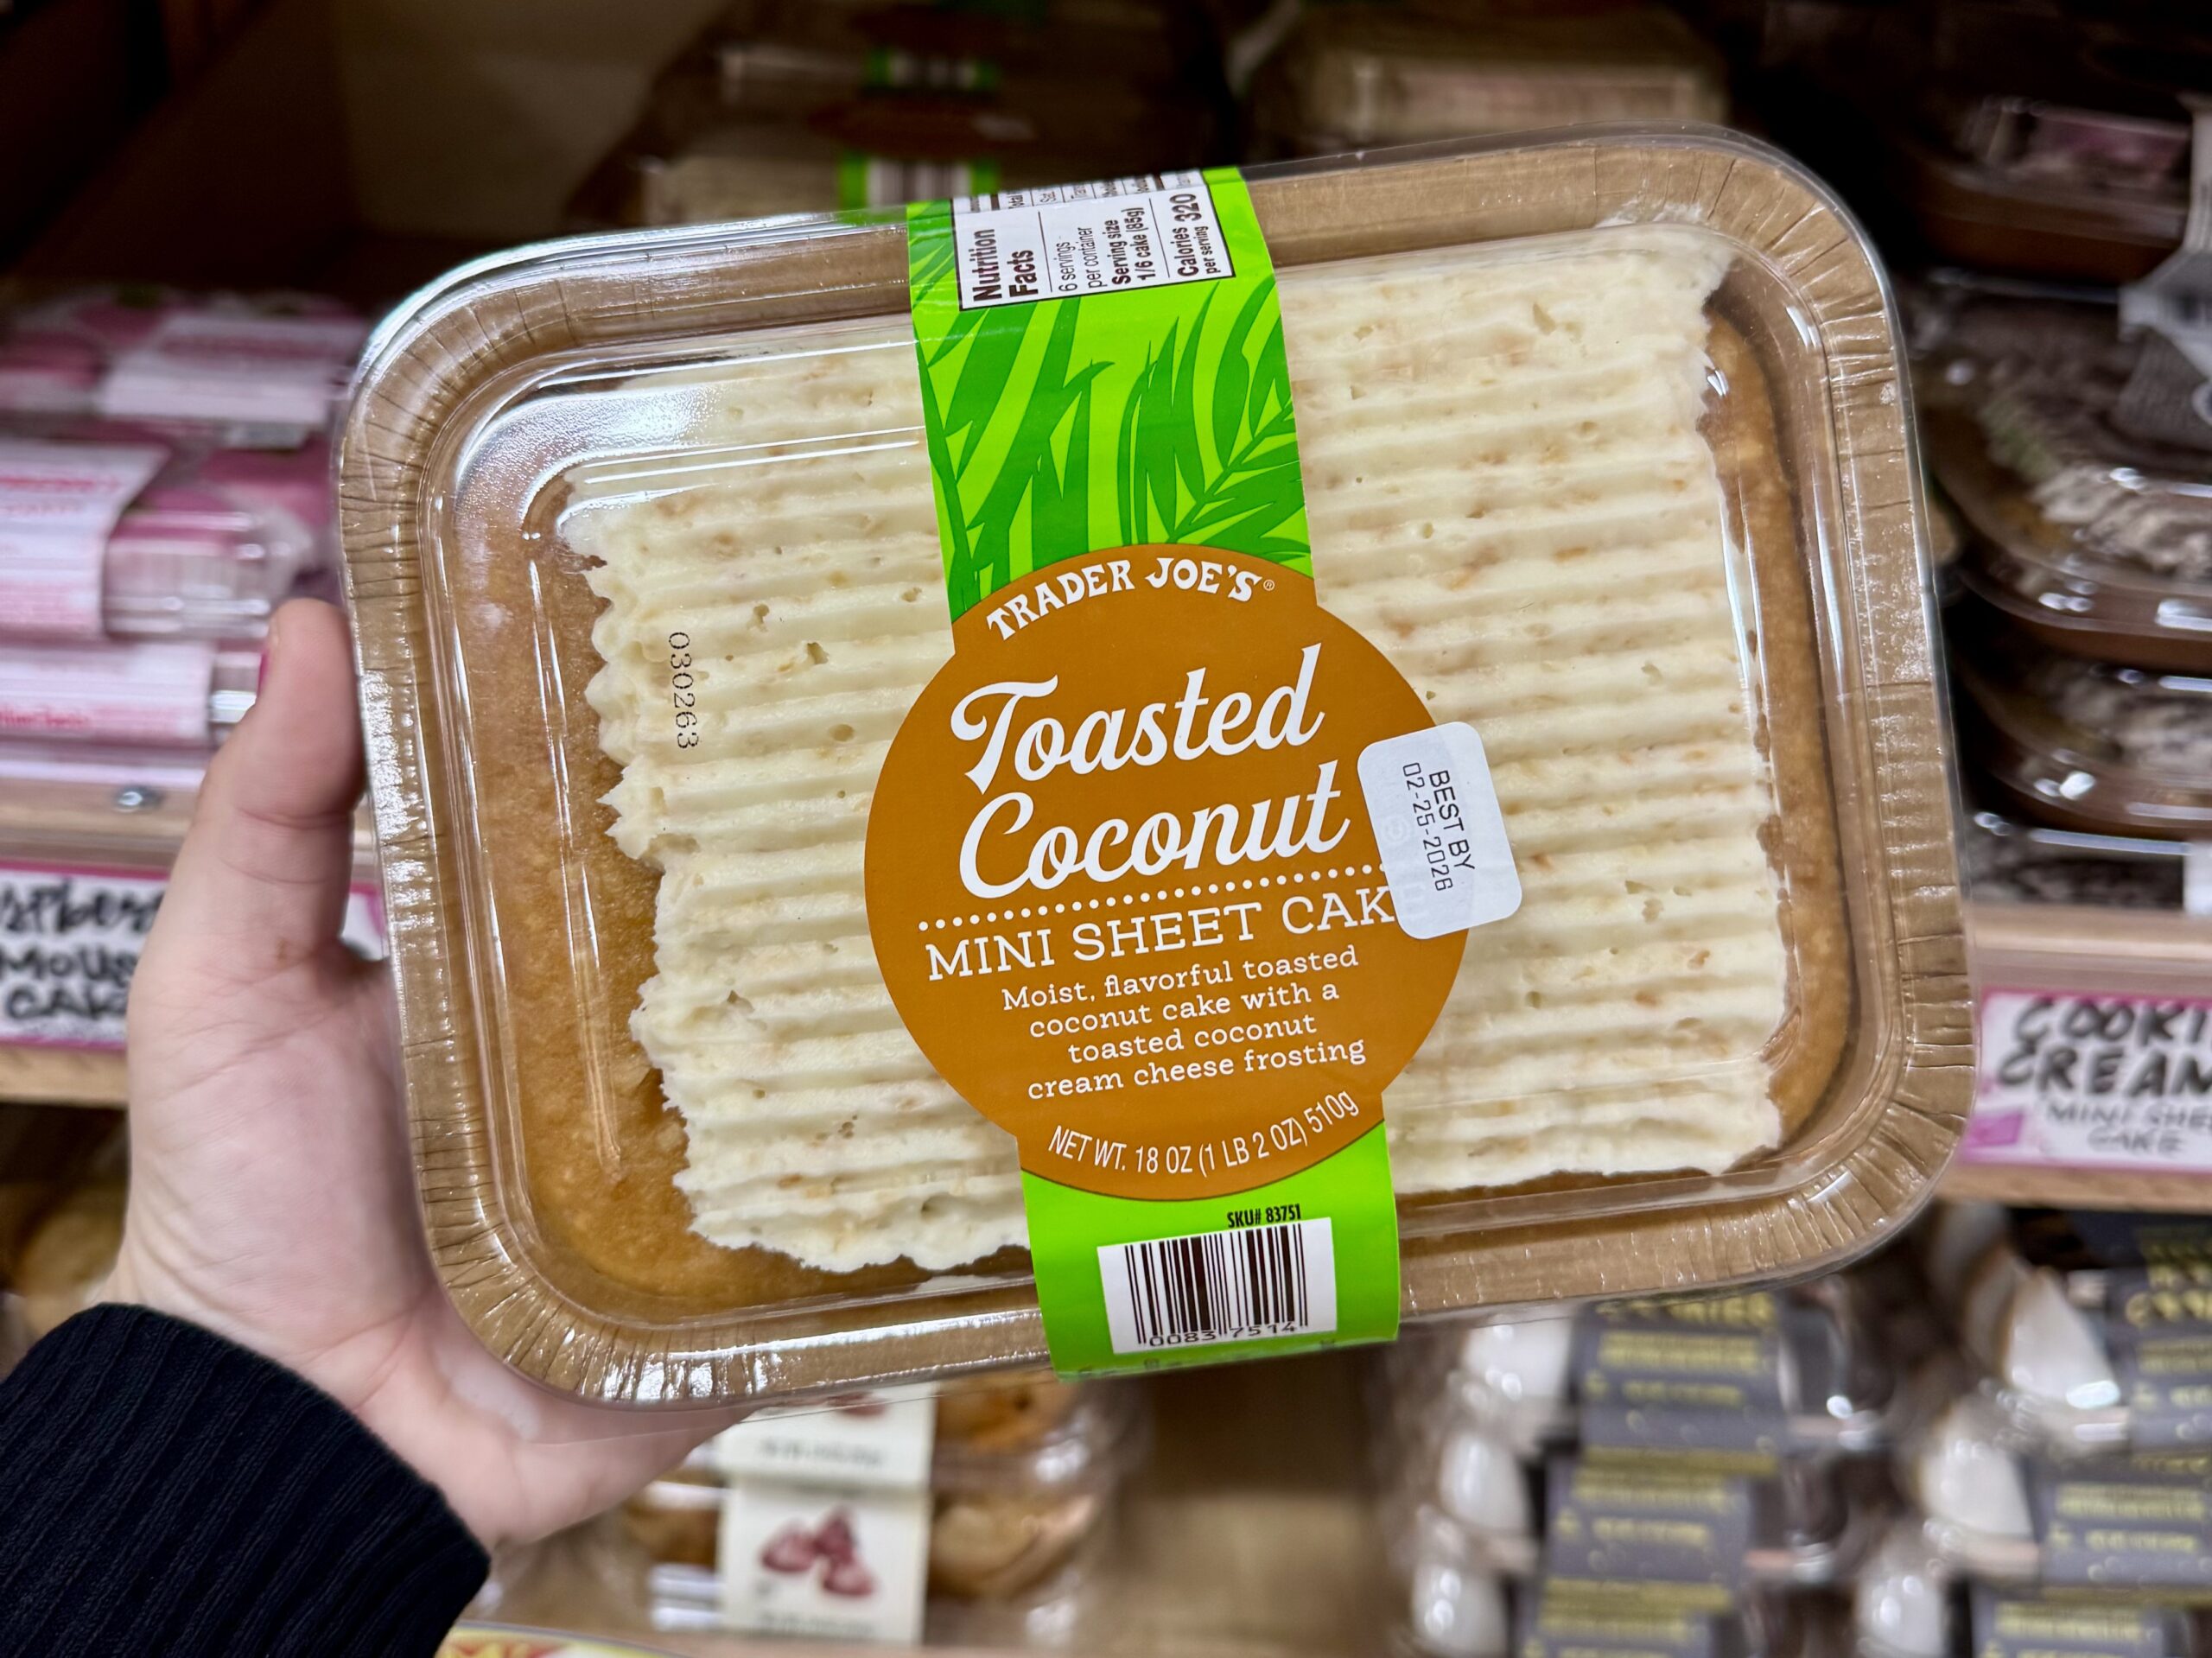 Nutrition
Facts
6 servings
per container
Serving size
1/6 cake (85g)
Calories 320
per serving
TRADER JOE'S®
Toasted
Coconut
MINI SHEET CAK
Moist, flavorful toasted
coconut cake with a
toasted coconut
cream cheese frosting
NET WT. 18 OZ (1 LB 2 OZ) 510g
BEST BY
02-25-2026
030263
SKU# 83751
0083 7514
MOUS
CAK
COOKI
CREAM
MINI SHE
CAKE